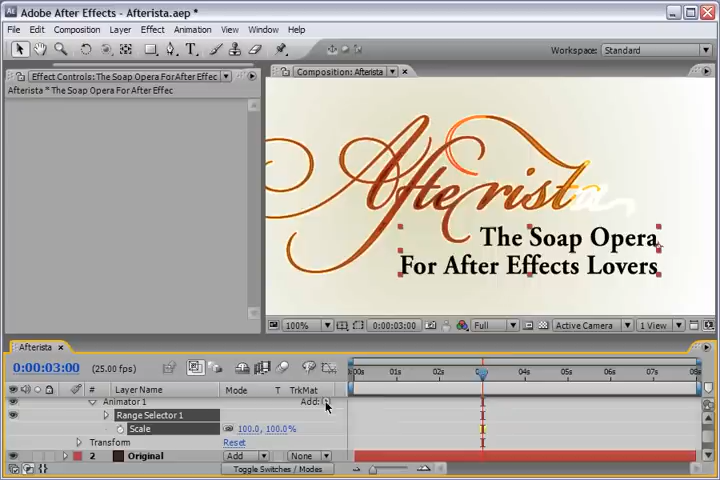 Adobe After Effects - Afterista.aep *
File Edit Composition Layer Effect Animation View Window Help
Workspace: Standard
Effect Controls: The Soap Opera For After Effec
Composition: Afterista
Afterista * The Soap Opera For After Effec
Afterista
The Soap Opera
For After Effects Lovers
100% 0:00:03:00 Full Active Camera 1 View
Afterista
0:00:03:00 (25.00 fps)
00s 01s 02s 04s 05s 06s 07s 08s
# Layer Name Mode T TrkMat
Animator 1 Add:
Range Selector 1
Scale 100.0, 100.0%
Transform Reset
2 Original Add None
Toggle Switches / Modes